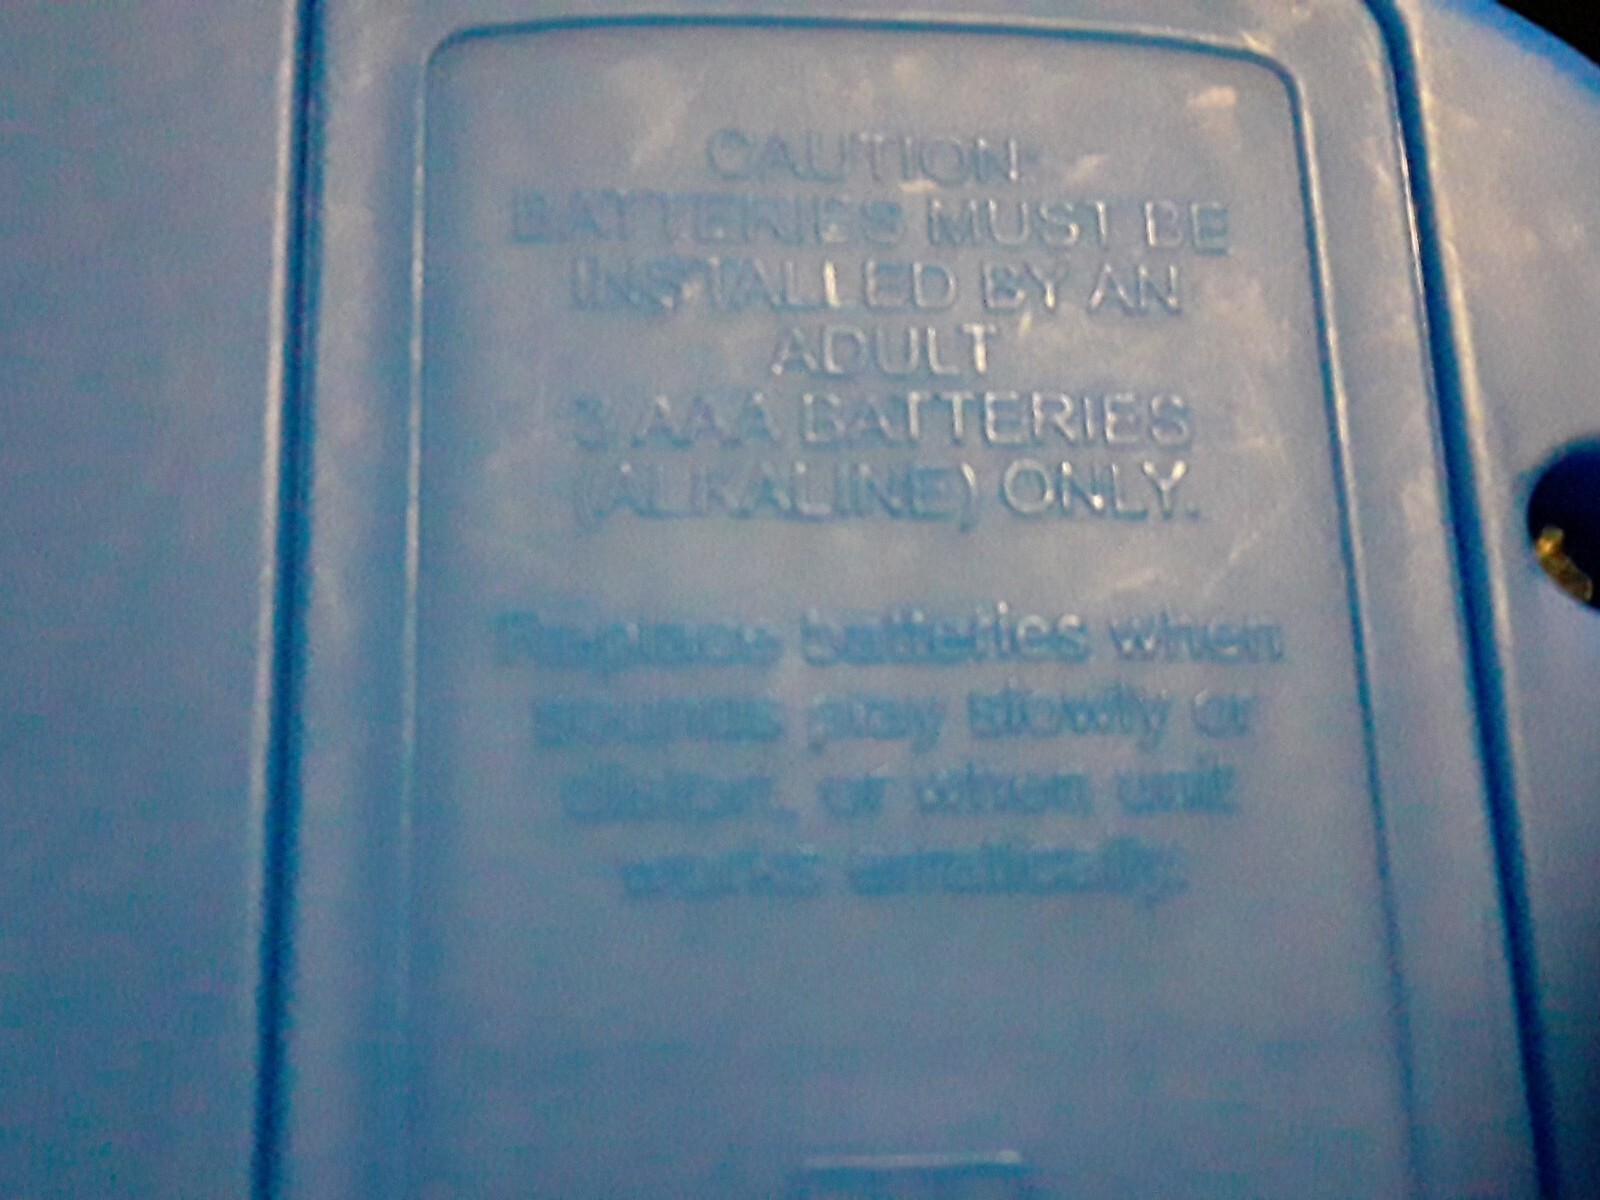 CAUTION:
BATTERIES MUST BE
INSTALLED BY AN
ADULT
3 AAA BATTERIES
(ALKALINE) ONLY.
Replace batteries when
sounds play slowly or
distort, or when unit
works erratically.